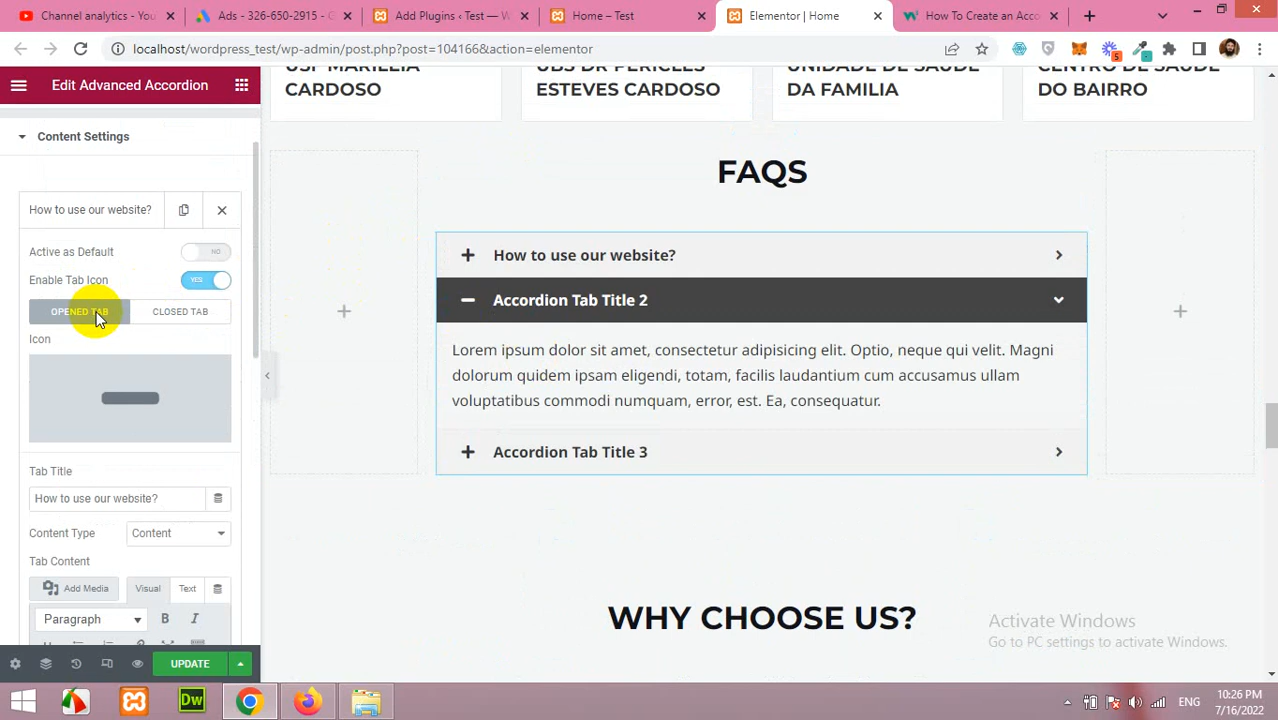 Channel analytics - You
Ads - 326-650-2915 - G
Add Plugins ‹ Test — W
Home – Test
Elementor | Home
How To Create an Acco
localhost/wordpress_test/wp-admin/post.php?post=104166&action=elementor
5
Edit Advanced Accordion
USF MARILEIA
CARDOSO
UBS DR PERICLES
ESTEVES CARDOSO
UNIDADE DE SAUDE
DA FAMILIA
CENTRO DE SAUDE
DO BAIRRO
Content Settings
How to use our website?
Active as Default
NO
Enable Tab Icon
YES
OPENED TAB
CLOSED TAB
Icon
Tab Title
How to use our website?
Content Type
Content
Tab Content
Add Media
Visual
Text
Paragraph
B
I
UPDATE
FAQS
How to use our website?
Accordion Tab Title 2
Lorem ipsum dolor sit amet, consectetur adipisicing elit. Optio, neque qui velit. Magni
dolorum quidem ipsam eligendi, totam, facilis laudantium cum accusamus ullam
voluptatibus commodi numquam, error, est. Ea, consequatur.
Accordion Tab Title 3
WHY CHOOSE US?
Activate Windows
Go to PC settings to activate Windows.
Dw
ENG
10:26 PM
7/16/2022